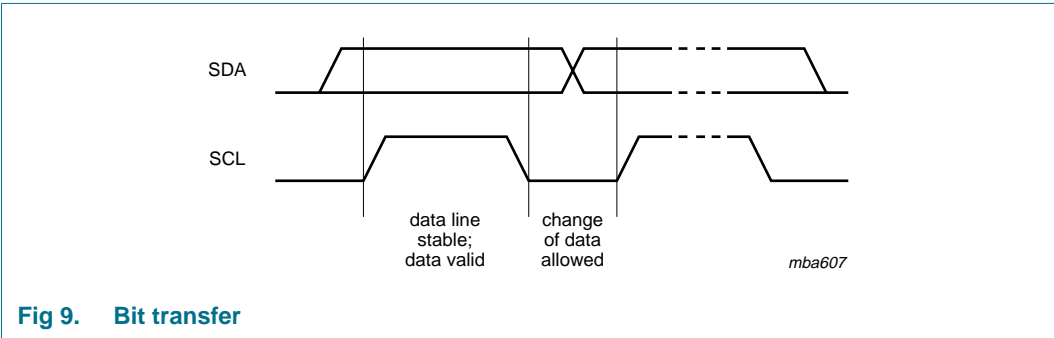 SDA
SCL
data line
stable;
data valid
change
of data
allowed
mba607
Fig 9. Bit transfer